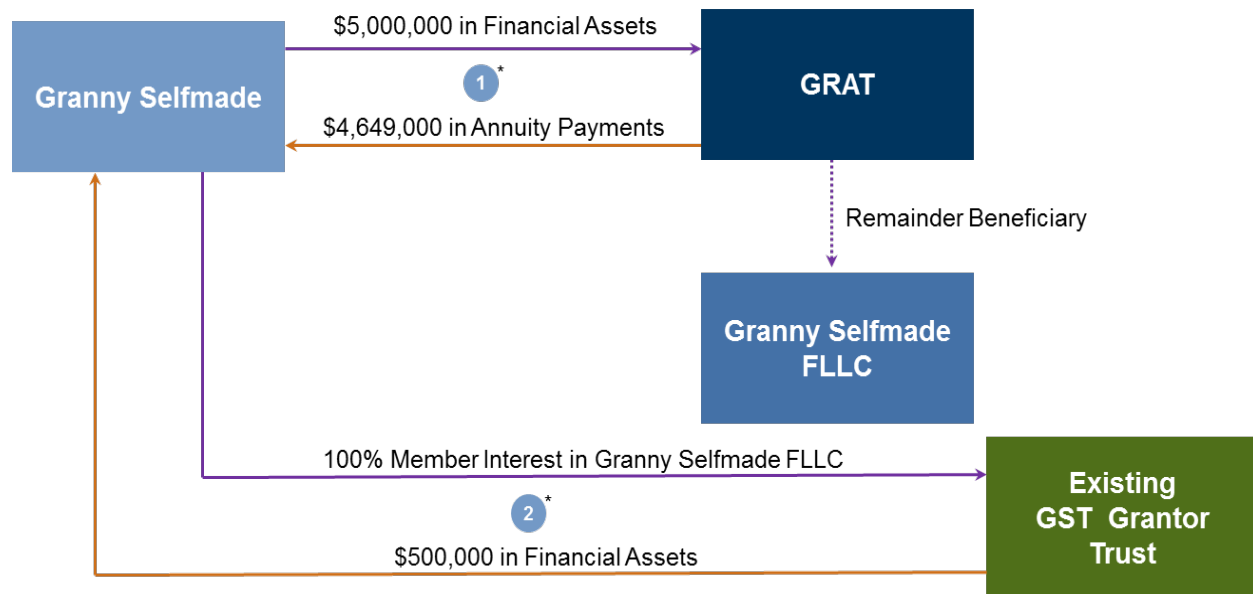 $5,000,000 in Financial Assets
Granny Selfmade
1*
GRAT
$4,649,000 in Annuity Payments
Remainder Beneficiary
Granny Selfmade
FLLC
100% Member Interest in Granny Selfmade FLLC
2*
$500,000 in Financial Assets
Existing
GST Grantor
Trust